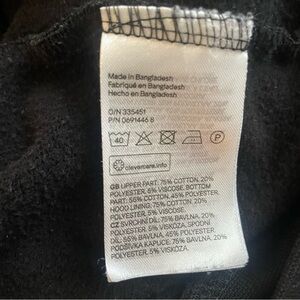 Made in Bangladesh
Fabriqué en Bangladesh
Hecho en Bangladesh
O/N 335451
P/N 0691446 8
40
P
clevercare.info
GB UPPER PART: 75% COTTON, 20%
POLYESTER, 5% VISCOSE. BOTTOM
PART: 55% COTTON, 45% POLYESTER.
HOOD LINING: 75% COTTON, 20%
POLYESTER, 5% VISCOSE.
CZ SVRCHNÍ DÍL: 75% BAVLNA, 20%
POLYESTER, 5% VISKÓZA. SPODNÍ
DÍL: 55% BAVLNA, 45% POLYESTER.
PODŠÍVKA KAPUCE: 75% BAVLNA, 20%
POLYESTER, 5% VISKÓZA.